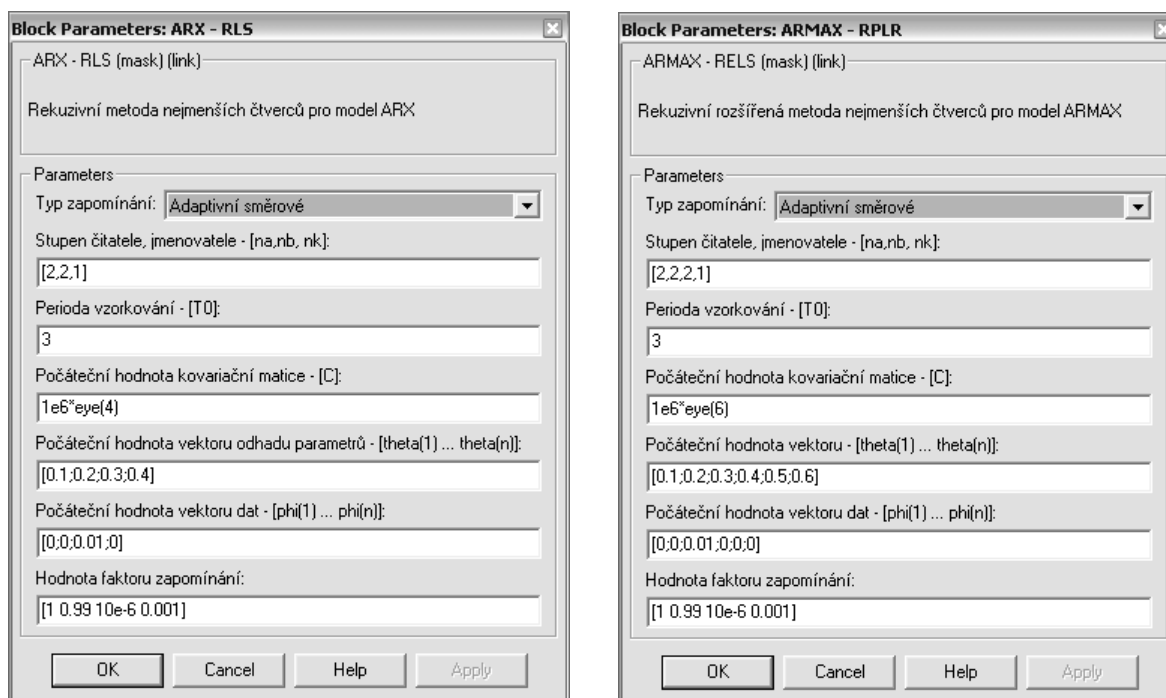 Block Parameters: ARX - RLS
ARX - RLS (mask) (link)
Rekuzivní metoda nejmenších čtverců pro model ARX
Parameters
Typ zapomínání: Adaptivní směrové
Stupen čitatele, jmenovatele - [na,nb, nk]:
[2,2,1]
Perioda vzorkování - [T0]:
3
Počáteční hodnota kovariační matice - [C]:
1e6*eye(4)
Počáteční hodnota vektoru odhadu parametrů - [theta(1) ... theta(n)]:
[0.1;0.2;0.3;0.4]
Počáteční hodnota vektoru dat - [phi(1) ... phi(n)]:
[0;0;0.01;0]
Hodnota faktoru zapomínání:
[1 0.99 10e-6 0.001]
OK Cancel Help Apply
Block Parameters: ARMAX - RPLR
ARMAX - RELS (mask) (link)
Rekuzivní rozšířená metoda nejmenších čtverců pro model ARMAX
Parameters
Typ zapomínání: Adaptivní směrové
Stupen čitatele, jmenovatele - [na,nb, nk]:
[2,2,2,1]
Perioda vzorkování - [T0]:
3
Počáteční hodnota kovariační matice - [C]:
1e6*eye(6)
Počáteční hodnota vektoru - [theta(1) ... theta(n)]:
[0.1;0.2;0.3;0.4;0.5;0.6]
Počáteční hodnota vektoru dat - [phi(1) ... phi(n)]:
[0;0;0.01;0;0;0]
Hodnota faktoru zapomínání:
[1 0.99 10e-6 0.001]
OK Cancel Help Apply